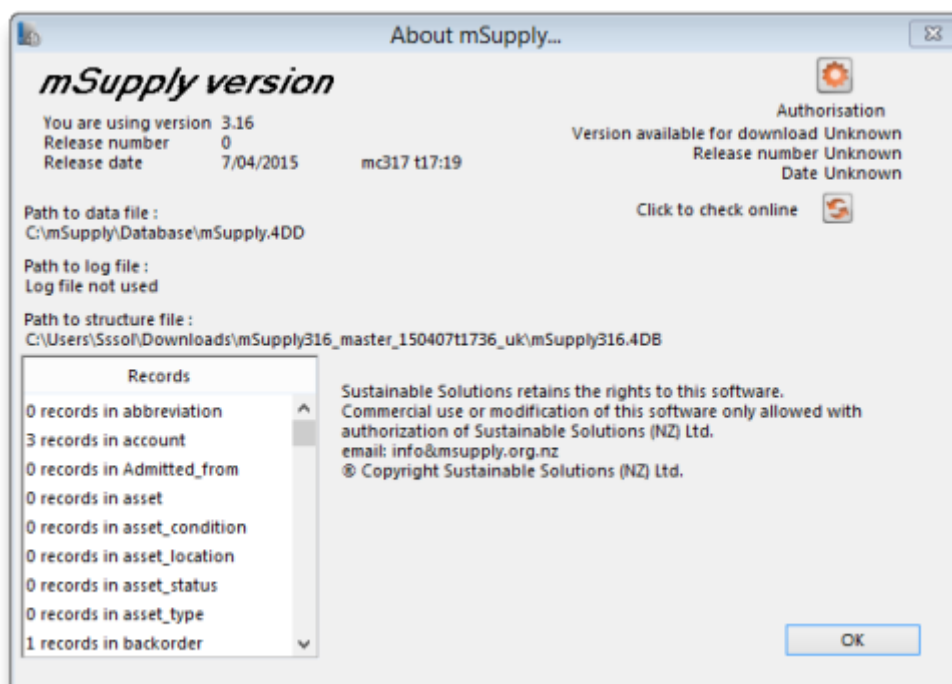 About mSupply...
mSupply version
Authorisation
You are using version 3.16
Version available for download Unknown
Release number 0
Release number Unknown
Release date 7/04/2015 mc317 t17:19
Date Unknown
Click to check online
Path to data file :
C:\mSupply\Database\mSupply.4DD
Path to log file :
Log file not used
Path to structure file :
C:\Users\Sssol\Downloads\mSupply316_master_150407t1736_uk\mSupply316.4DB
Records
0 records in abbreviation
3 records in account
0 records in Admitted_from
0 records in asset
0 records in asset_condition
0 records in asset_location
0 records in asset_status
0 records in asset_type
1 records in backorder
Sustainable Solutions retains the rights to this software.
Commercial use or modification of this software only allowed with
authorization of Sustainable Solutions (NZ) Ltd.
email: info@msupply.org.nz
® Copyright Sustainable Solutions (NZ) Ltd.
OK